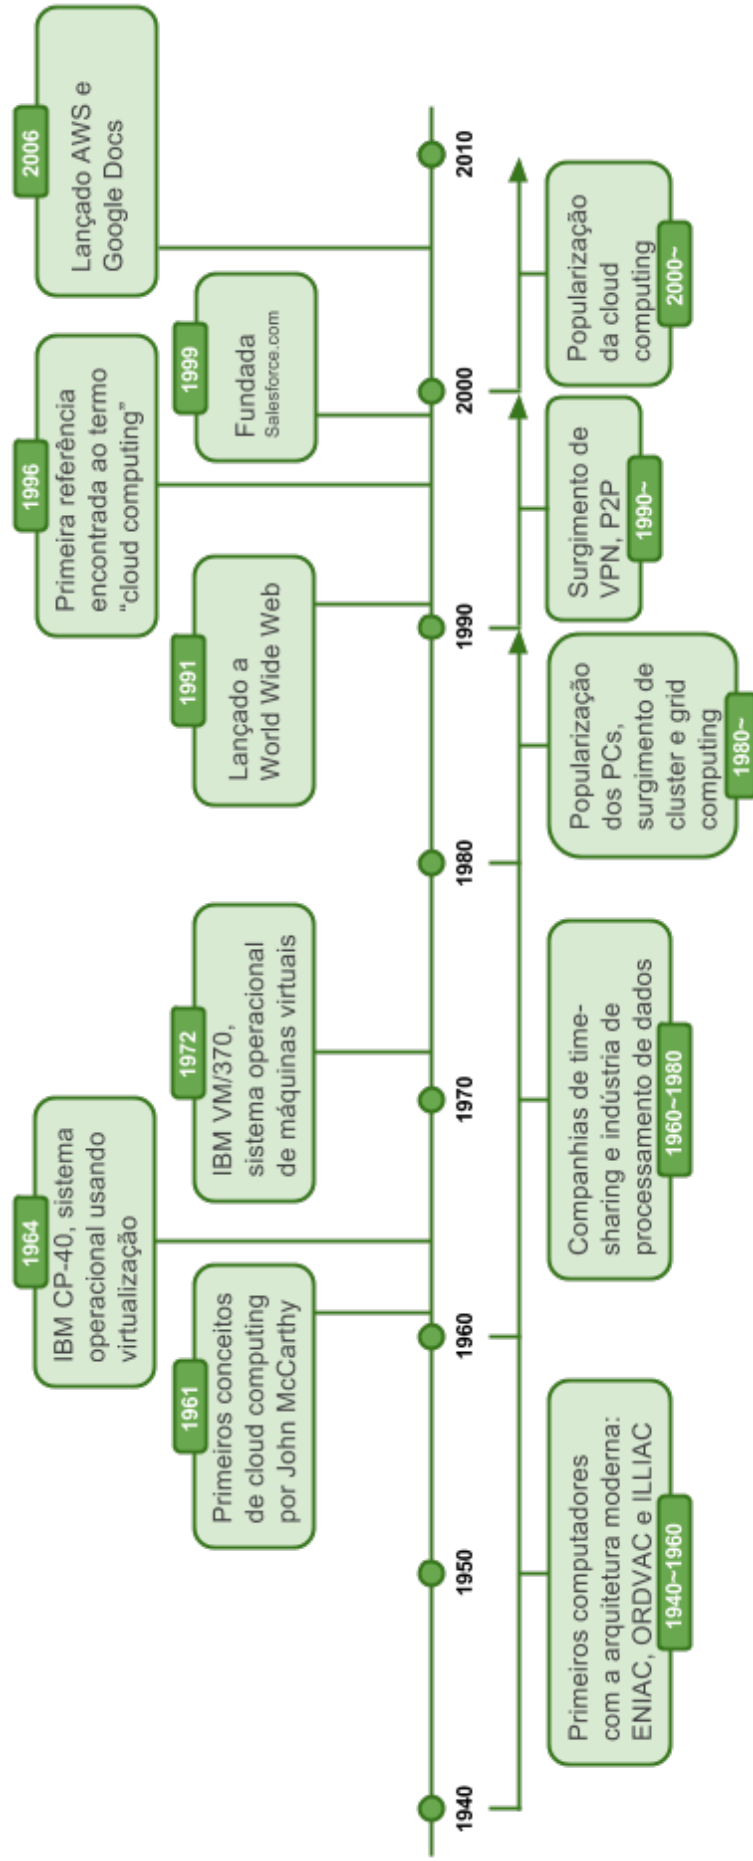 2006
Lançado AWS e
Google Docs
1996
Primeira referência
encontrada ao termo
“cloud computing”
1964
IBM CP-40, sistema
operacional usando
virtualização
1999
Fundada
Salesforce.com
1991
Lançado a
World Wide Web
1972
IBM VM/370,
sistema operacional
de máquinas virtuais
1961
Primeiros conceitos
de cloud computing
por John McCarthy
1940
1950
1960
1970
1980
1990
2000
2010
Primeiros computadores
com a arquitetura moderna:
ENIAC, ORDVAC e ILLIAC
1940~1960
Companhias de time-
sharing e indústria de
processamento de dados
1960~1980
Popularização
dos PCs,
surgimento de
cluster e grid
computing
1980~
Surgimento de
VPN, P2P
1990~
Popularização
da cloud
computing
2000~